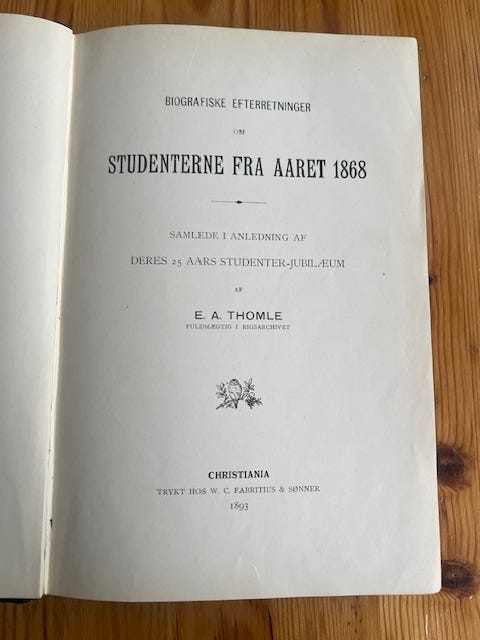 BIOGRAFISKE EFTERRETNINGER
OM
STUDENTERNE FRA AARET 1868
SAMLEDE I ANLEDNING AF
DERES 25 AARS STUDENTER-JUBILÆUM
AF
E. A. THOMLE
FULDMÆGTIG I RIGSARCHIVET
CHRISTIANIA
TRYKT HOS W. C. FABRITIUS & SØNNER
1893